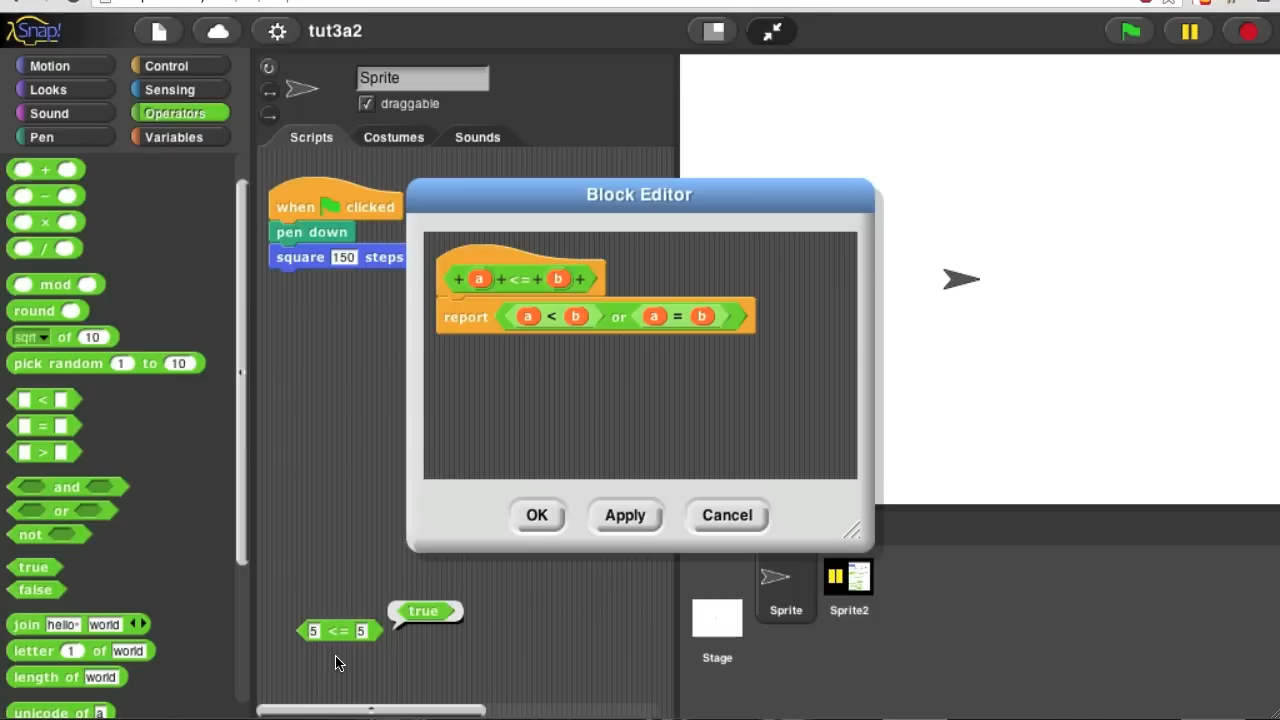 Snap!
tut3a2
Motion
Control
Looks
Sensing
Sound
Operators
Pen
Variables
Sprite
draggable
Scripts
Costumes
Sounds
+
−
×
/
mod
round
sqrt of 10
pick random 1 to 10
<
=
>
and
or
not
true
false
join hello world
letter 1 of world
length of world
unicode of a
when clicked
pen down
square 150 steps
Block Editor
+ a + <= + b +
report a < b or a = b
OK
Apply
Cancel
5 <= 5
true
Stage
Sprite
Sprite2